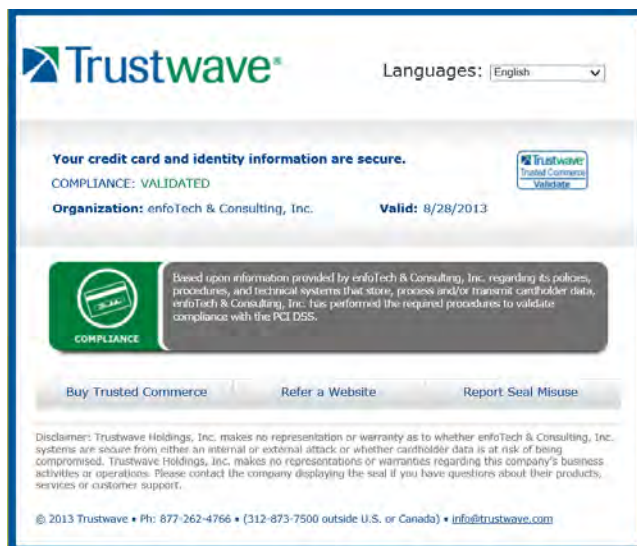 Trustwave®
Languages: English
Your credit card and identity information are secure.
Trustwave
Trusted Commerce
Validate
COMPLIANCE: VALIDATED
Organization: enfoTech & Consulting, Inc. Valid: 8/28/2013
Based upon information provided by enfoTech & Consulting, Inc. regarding its policies,
procedures, and technical systems that store, process and/or transmit cardholder data,
enfoTech & Consulting, Inc. has performed the required procedures to validate
compliance with the PCI DSS.
COMPLIANCE
Buy Trusted Commerce Refer a Website Report Seal Misuse
Disclaimer: Trustwave Holdings, Inc. makes no representation or warranty as to whether enfoTech & Consulting, Inc.
systems are secure from either an internal or external attack or whether cardholder data is at risk of being
compromised. Trustwave Holdings, Inc. makes no representations or warranties regarding this company's business
activities or operations. Please contact the company displaying the seal if you have questions about their products,
services or customer support.
© 2013 Trustwave • Ph: 877-262-4766 • (312-873-7500 outside U.S. or Canada) • info@trustwave.com